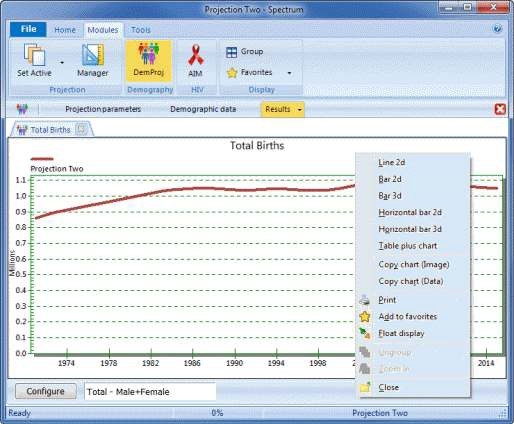 Projection Two - Spectrum
File Home Modules Tools
Set Active Manager DemProj AIM Group
Favorites
Projection Demography HIV Display
Projection parameters Demographic data Results
Total Births
Total Births
Projection Two
1.1
1.0
0.9
0.8
0.7
0.6
0.5
0.4
0.3
0.2
0.1
0.0
Millions
1974 1978 1982 1986 1990 1994 1998 2014
Line 2d
Bar 2d
Bar 3d
Horizontal bar 2d
Horizontal bar 3d
Table plus chart
Copy chart (Image)
Copy chart (Data)
Print
Add to favorites
Float display
Ungroup
Zoom in
Close
Configure Total - Male+Female
Ready 0% Projection Two